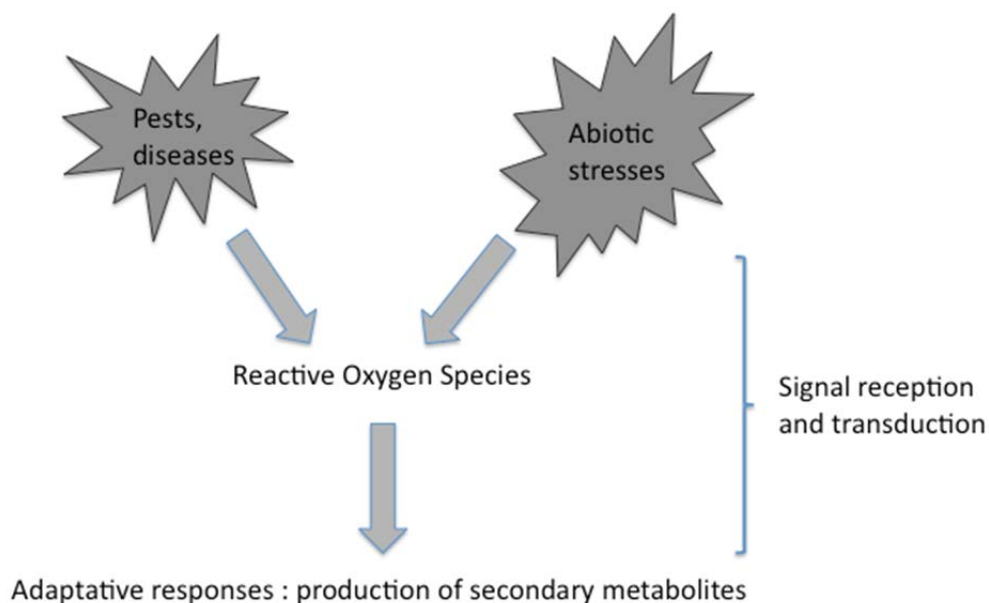 Pests,
diseases
Abiotic
stresses
Reactive Oxygen Species
Signal reception
and transduction
Adaptative responses : production of secondary metabolites